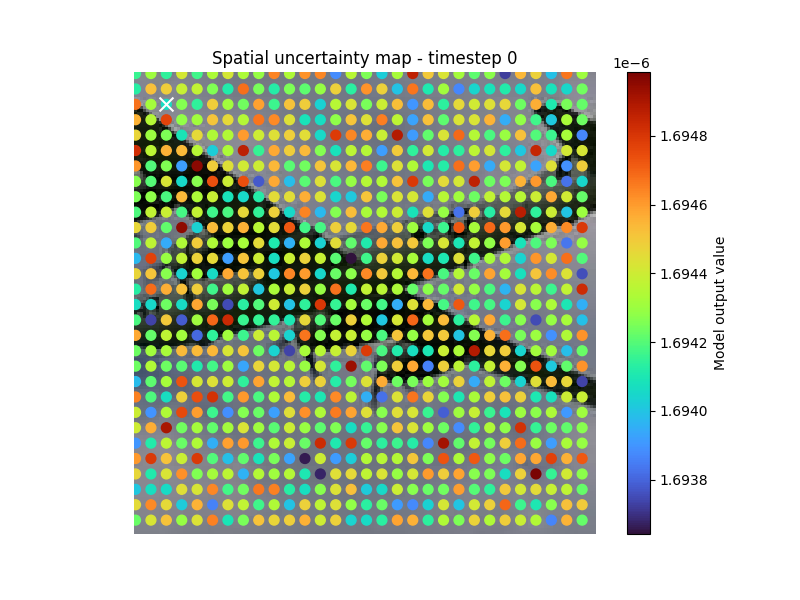 Spatial uncertainty map - timestep 0
1e−6
1.6948
1.6946
1.6944
1.6942
1.6940
1.6938
Model output value